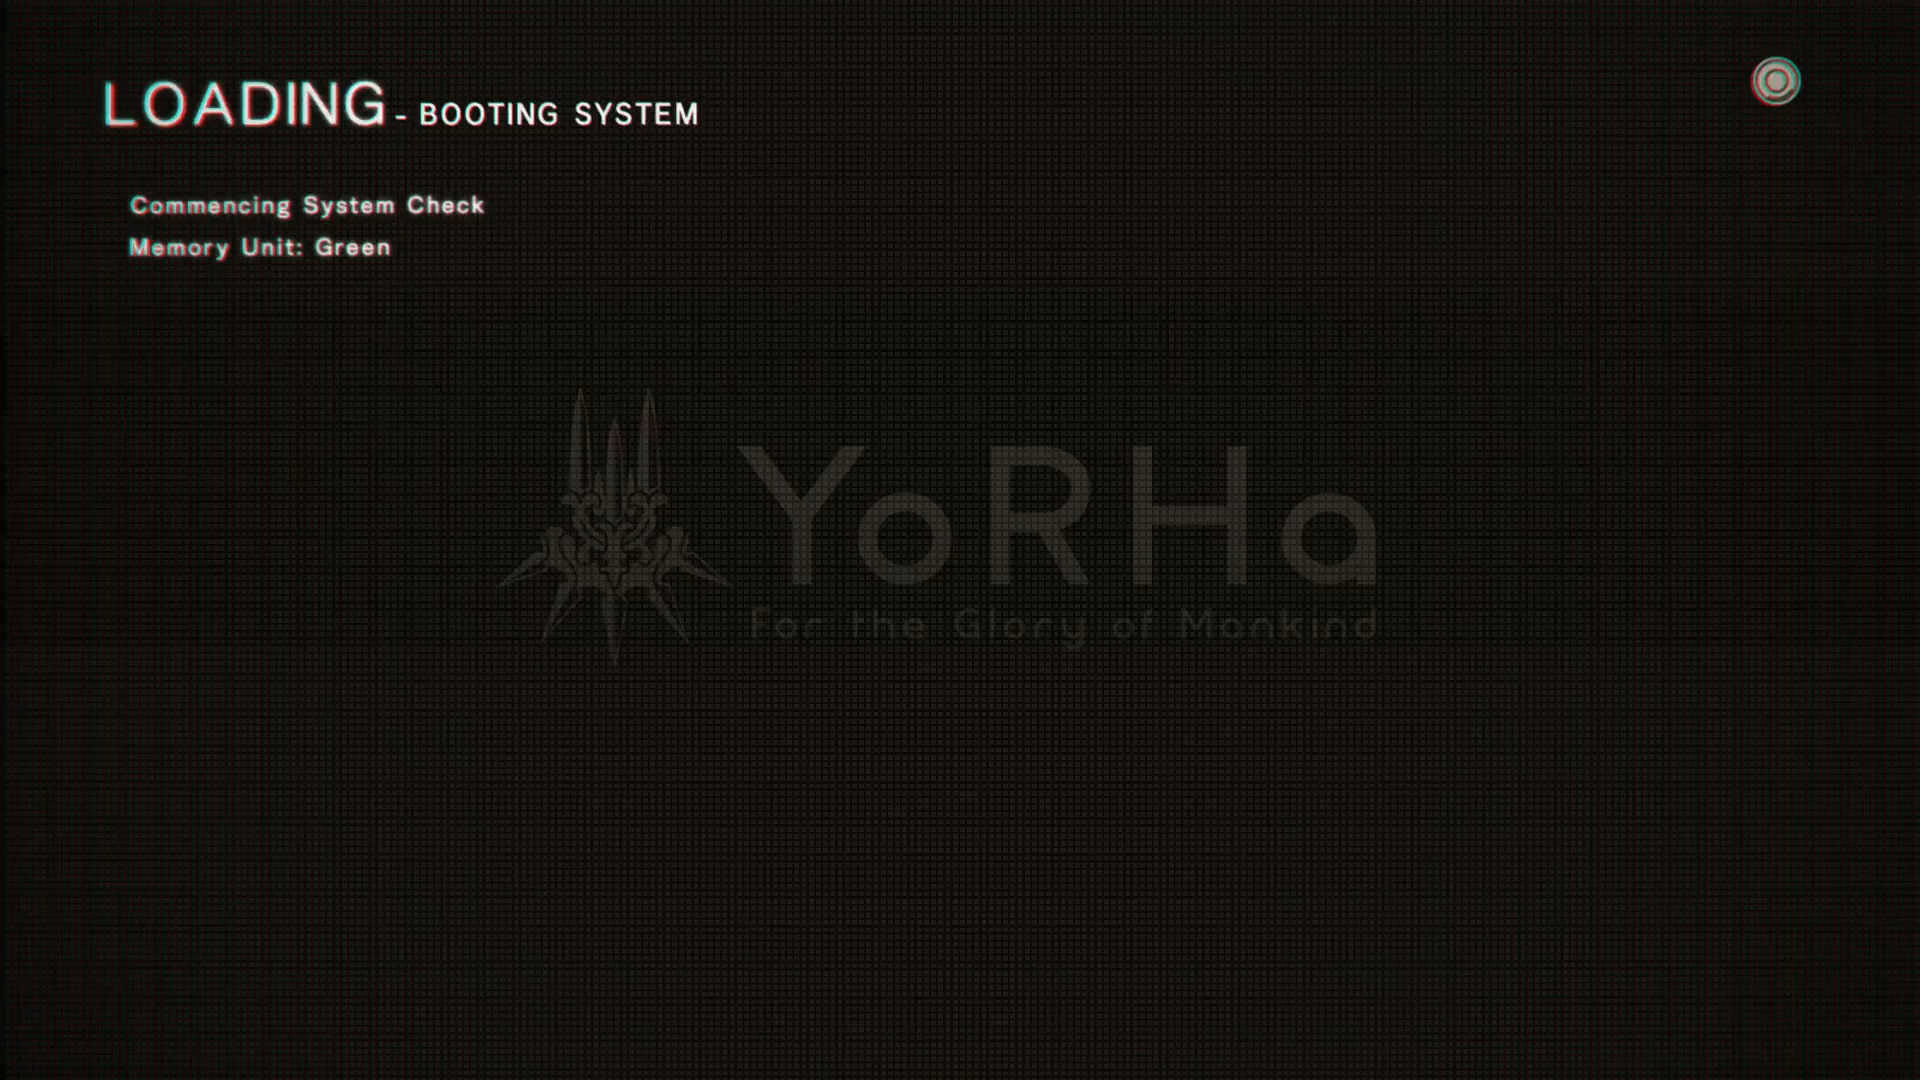 LOADING - BOOTING SYSTEM
Commencing System Check
Memory Unit: Green
YoRHa
For the Glory of Mankind